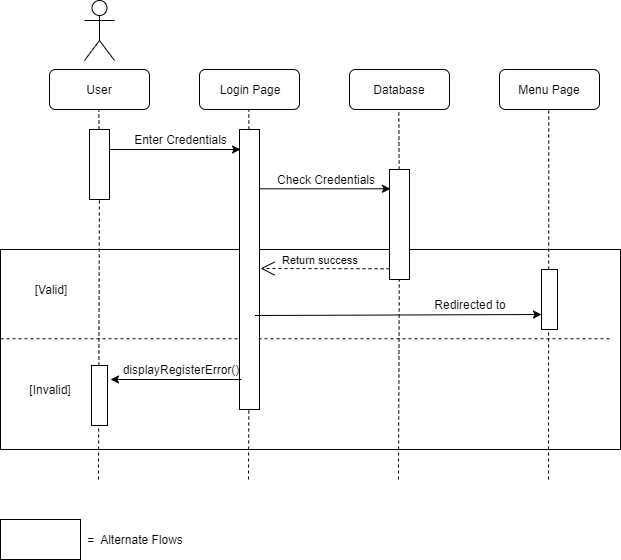 User
Login Page
Database
Menu Page
Enter Credentials
Check Credentials
Return success
[Valid]
Redirected to
displayRegisterError()
[Invalid]
= Alternate Flows